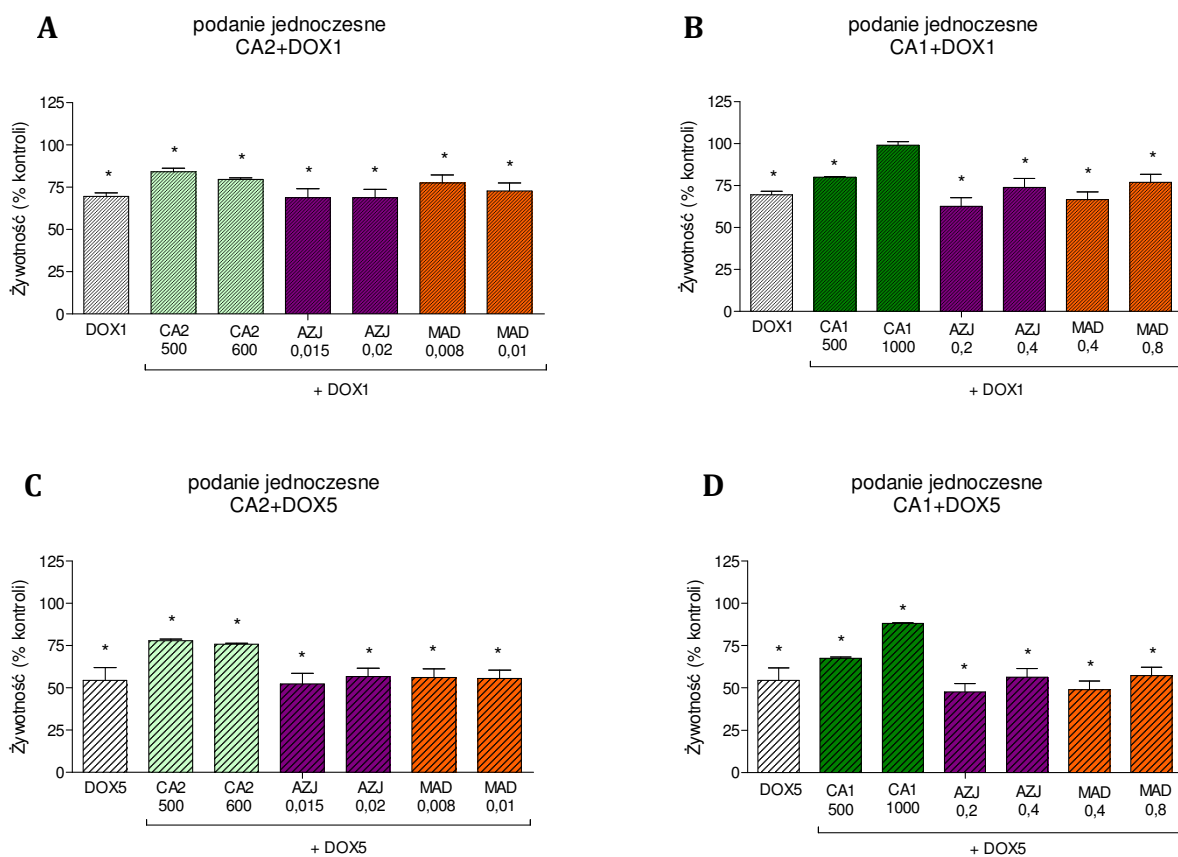 A
podanie jednoczesne
CA2+DOX1
Żywotność (% kontroli)
125
100
75
50
25
0
* * * * * * *
DOX1 CA2 CA2 AZJ AZJ MAD MAD
500 600 0,015 0,02 0,008 0,01
+ DOX1
B
podanie jednoczesne
CA1+DOX1
Żywotność (% kontroli)
125
100
75
50
25
0
* * * * * *
DOX1 CA1 CA1 AZJ AZJ MAD MAD
500 1000 0,2 0,4 0,4 0,8
+ DOX1
C
podanie jednoczesne
CA2+DOX5
Żywotność (% kontroli)
125
100
75
50
25
0
* * * * * * *
DOX5 CA2 CA2 AZJ AZJ MAD MAD
500 600 0,015 0,02 0,008 0,01
+ DOX5
D
podanie jednoczesne
CA1+DOX5
Żywotność (% kontroli)
125
100
75
50
25
0
* * * * * * *
DOX5 CA1 CA1 AZJ AZJ MAD MAD
500 1000 0,2 0,4 0,4 0,8
+ DOX5